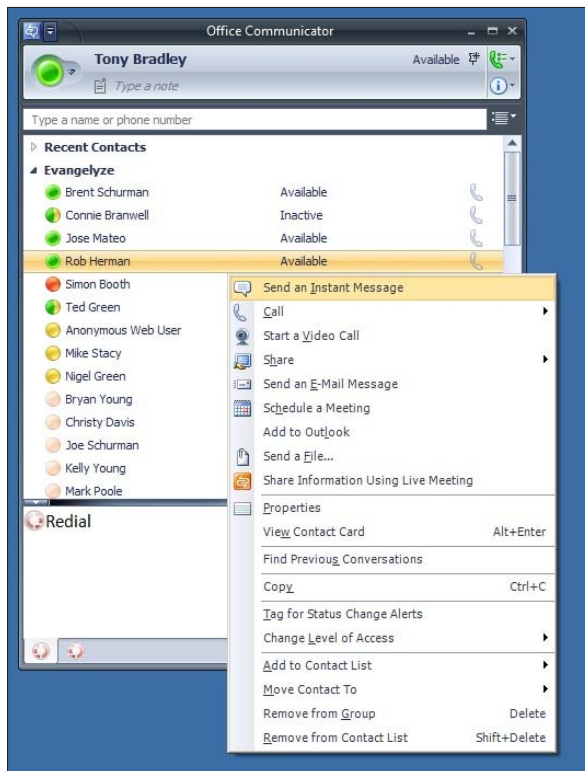 Office Communicator
Tony Bradley Available
Type a note
Type a name or phone number
Recent Contacts
Evangelyze
Brent Schurman Available
Connie Branwell Inactive
Jose Mateo Available
Rob Herman Available
Simon Booth
Ted Green
Anonymous Web User
Mike Stacy
Nigel Green
Bryan Young
Christy Davis
Joe Schurman
Kelly Young
Mark Poole
Redial
Send an Instant Message
Call
Start a Video Call
Share
Send an E-Mail Message
Schedule a Meeting
Add to Outlook
Send a File...
Share Information Using Live Meeting
Properties
View Contact Card Alt+Enter
Find Previous Conversations
Copy Ctrl+C
Tag for Status Change Alerts
Change Level of Access
Add to Contact List
Move Contact To
Remove from Group Delete
Remove from Contact List Shift+Delete